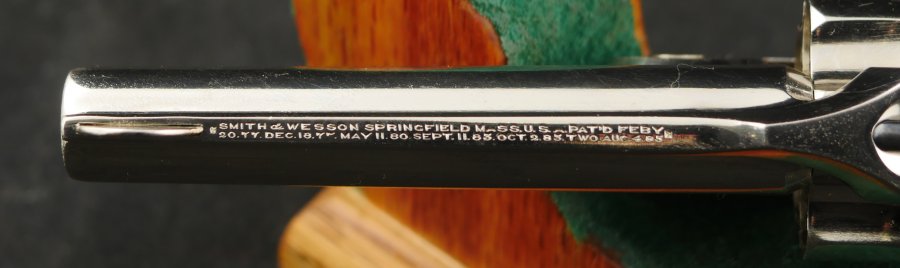 SMITH & WESSON SPRINGFIELD MASS. U.S.A. PAT'D FEBY
20. 77. DEC. 18. 77. MAY 11. 80. SEPT. 11. 83. OCT. 2. 83. TWO AUG 4. 85